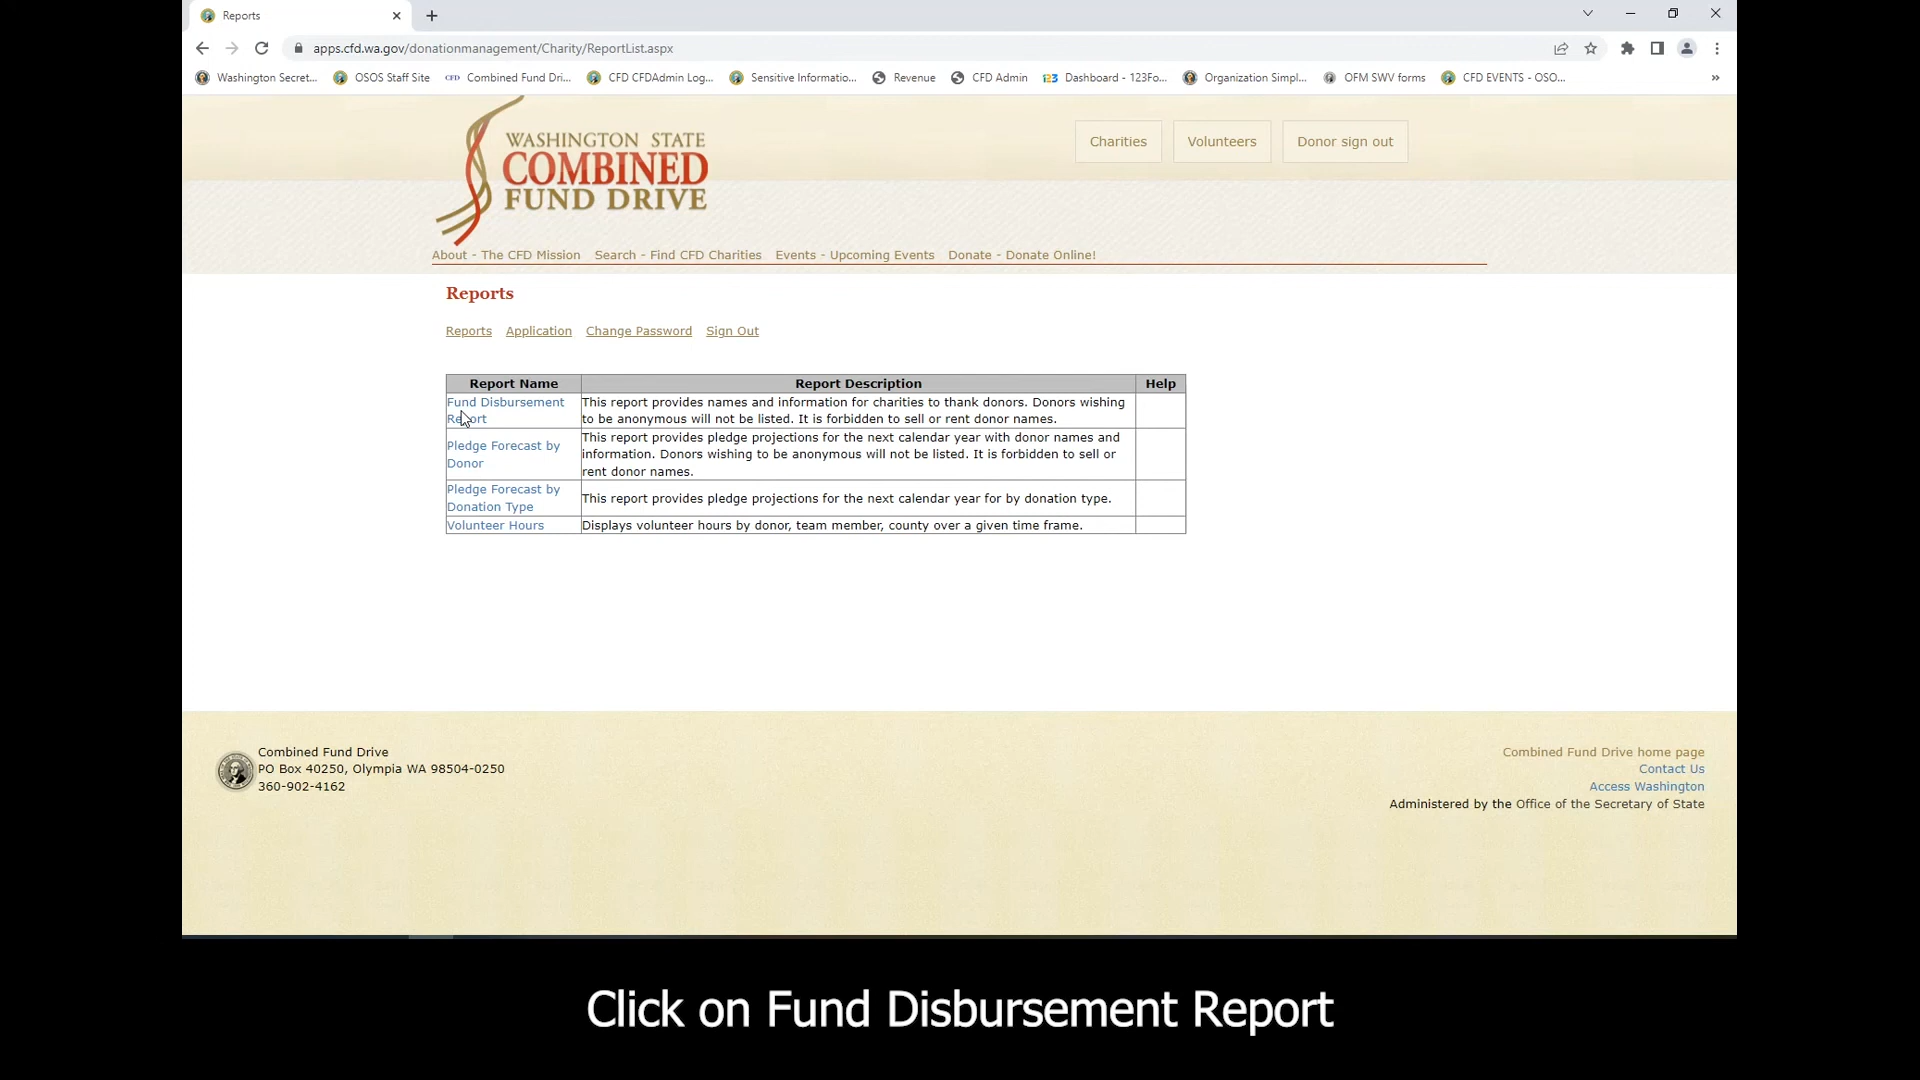 Reports
apps.cfd.wa.gov/donationmanagement/Charity/ReportList.aspx
Washington Secret... OSOS Staff Site CFD Combined Fund Dri... CFD CFDAdmin Log... Sensitive Informatio... Revenue CFD Admin 123 Dashboard - 123Fo... Organization Simpl... OFM SWV forms CFD EVENTS - OSO... »
WASHINGTON STATE
COMBINED
FUND DRIVE
Charities Volunteers Donor sign out
About - The CFD Mission Search - Find CFD Charities Events - Upcoming Events Donate - Donate Online!
Reports
Reports Application Change Password Sign Out
Report Name Report Description Help
Fund Disbursement This report provides names and information for charities to thank donors. Donors wishing
Report to be anonymous will not be listed. It is forbidden to sell or rent donor names.
Pledge Forecast by
Donor
This report provides pledge projections for the next calendar year with donor names and
information. Donors wishing to be anonymous will not be listed. It is forbidden to sell or
rent donor names.
Pledge Forecast by
Donation Type
This report provides pledge projections for the next calendar year for by donation type.
Volunteer Hours Displays volunteer hours by donor, team member, county over a given time frame.
Combined Fund Drive
PO Box 40250, Olympia WA 98504-0250
360-902-4162
Combined Fund Drive home page
Contact Us
Access Washington
Administered by the Office of the Secretary of State
Click on Fund Disbursement Report